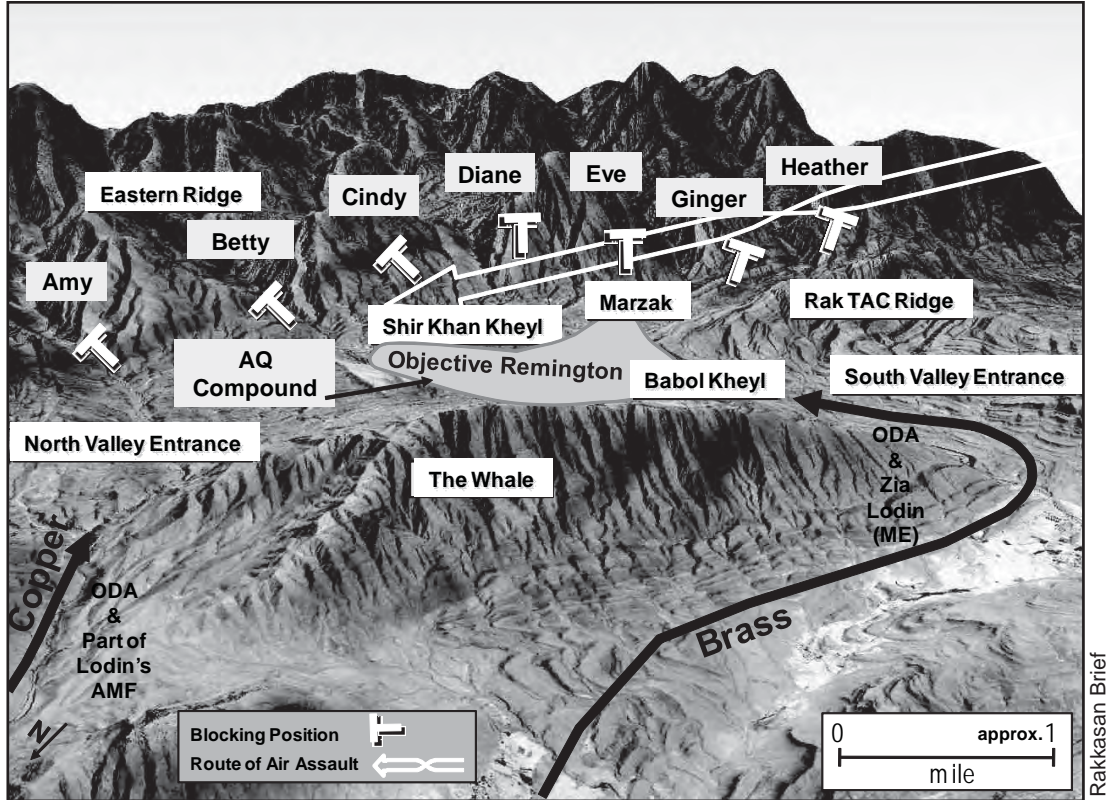 Heather
Diane
Eve
Eastern Ridge
Cindy
Ginger
Betty
Amy
Marzak
Rak TAC Ridge
Shir Khan Kheyl
AQ
Compound
Objective Remington
Babol Kheyl
South Valley Entrance
North Valley Entrance
ODA
&
Zia
Lodin
(ME)
The Whale
Copper
ODA
&
Part of
Lodin's
AMF
Brass
N
Blocking Position
Route of Air Assault
0 approx. 1
mile
Rakkasan Brief